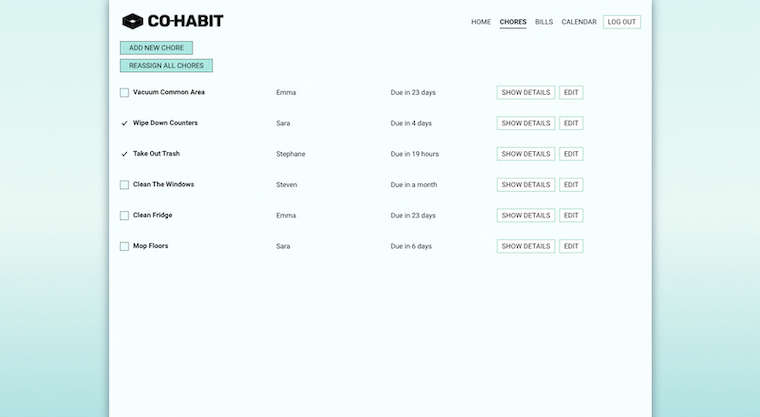 CO-HABIT HOME CHORES BILLS CALENDAR LOG OUT
ADD NEW CHORE
REASSIGN ALL CHORES
Vacuum Common Area Emma Due in 23 days SHOW DETAILS EDIT
Wipe Down Counters Sara Due in 4 days SHOW DETAILS EDIT
Take Out Trash Stephane Due in 19 hours SHOW DETAILS EDIT
Clean The Windows Steven Due in a month SHOW DETAILS EDIT
Clean Fridge Emma Due in 23 days SHOW DETAILS EDIT
Mop Floors Sara Due in 6 days SHOW DETAILS EDIT